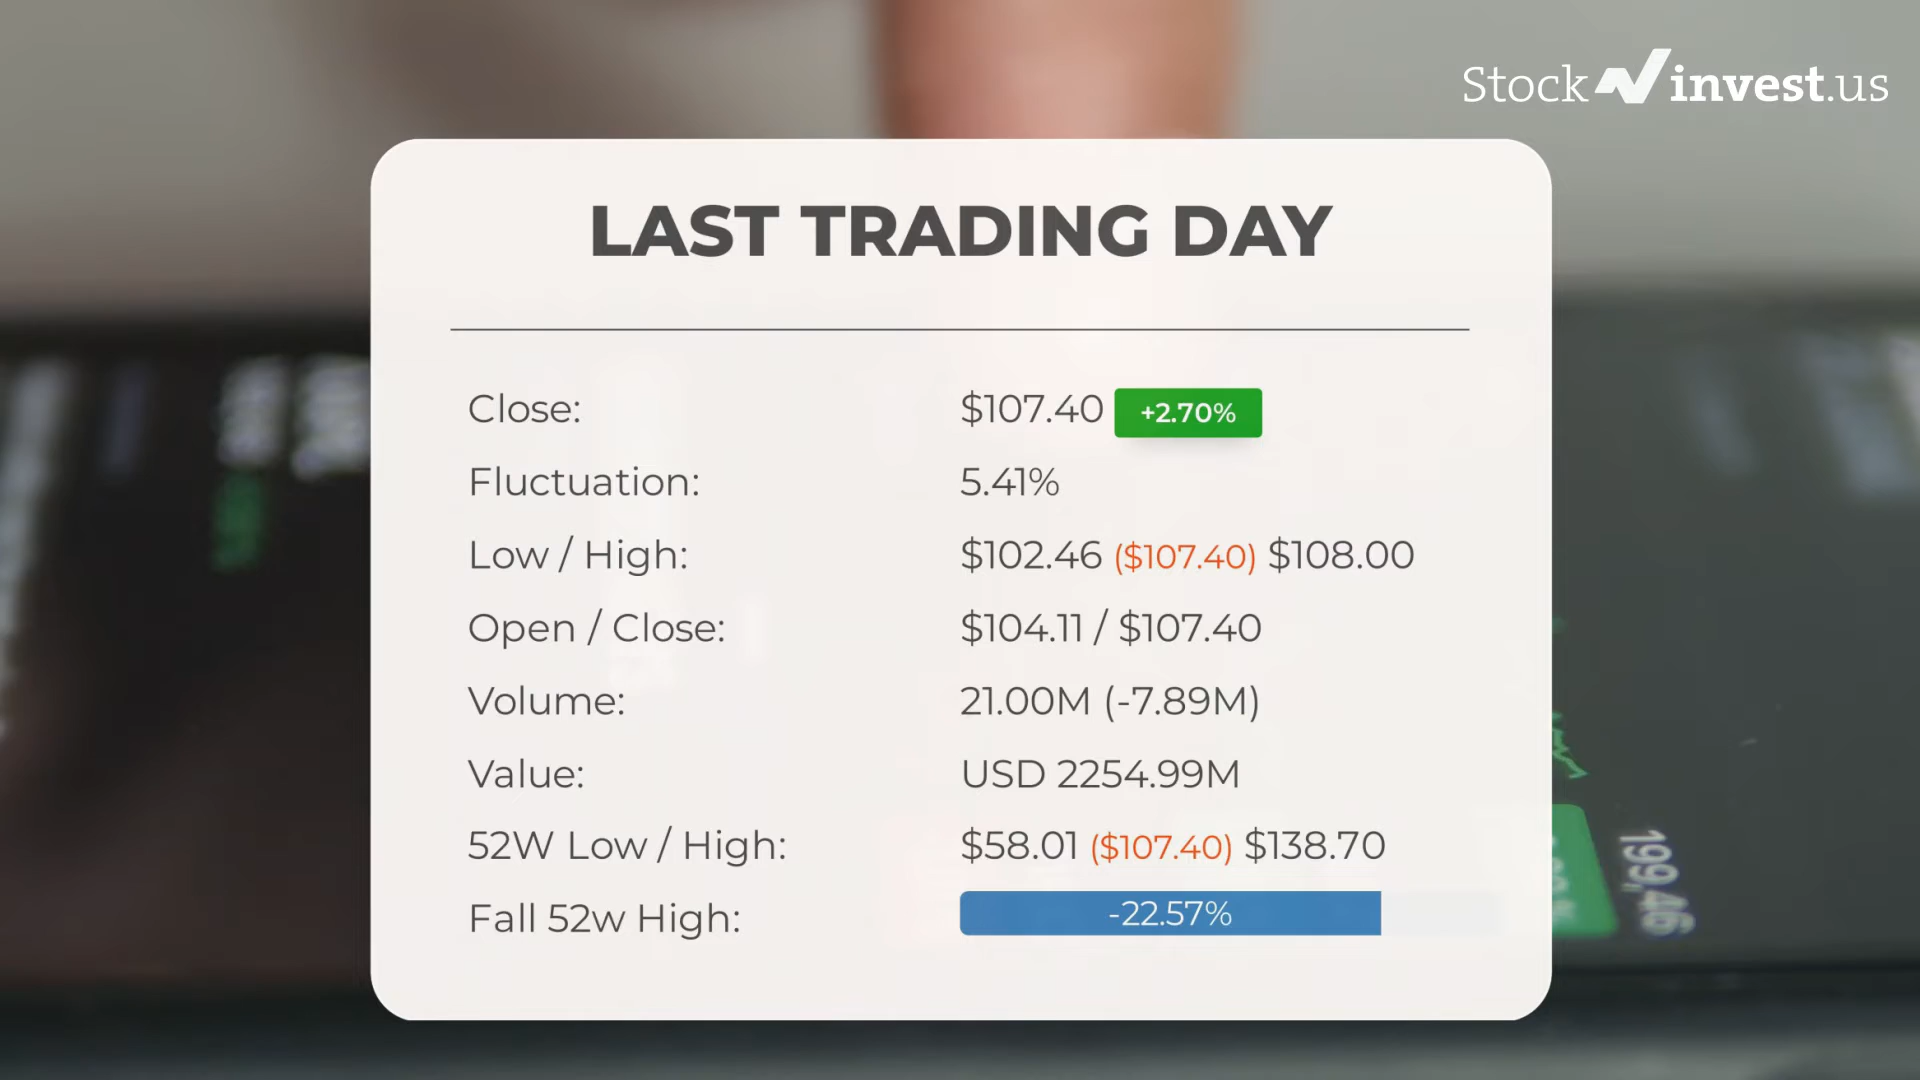 Stock invest.us
LAST TRADING DAY
Close: $107.40 +2.70%
Fluctuation: 5.41%
Low / High: $102.46 ($107.40) $108.00
Open / Close: $104.11 / $107.40
Volume: 21.00M (-7.89M)
Value: USD 2254.99M
52W Low / High: $58.01 ($107.40) $138.70
Fall 52w High: -22.57%
199,46